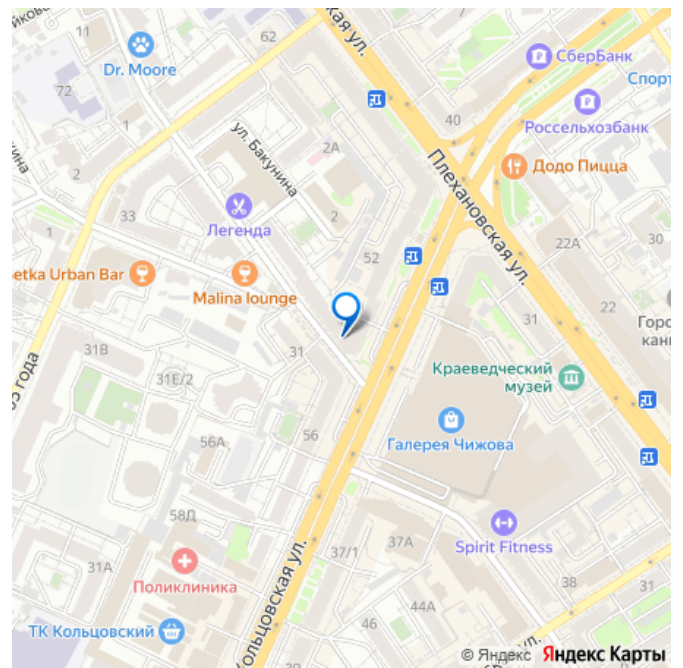 11
62
ская ул.
72
Dr. Moore
1
СберБанк
Спорт
40
Россельхозбанк
ул. Бакунина
2А
Додо Пицца
Плехановская ул.
2
33
Легенда
2
1
52
22А
30
etka Urban Bar
Malina lounge
31
22
Горо
кан
31В
31
Краеведческий
музей
31Е/2
56
Галерея Чижова
56А
58Д
Spirit Fitness
37А
37/1
31А
Поликлиника
38
31
44А
ТК Кольцовский
46
Кольцовская ул.
© Яндекс Яндекс Карты